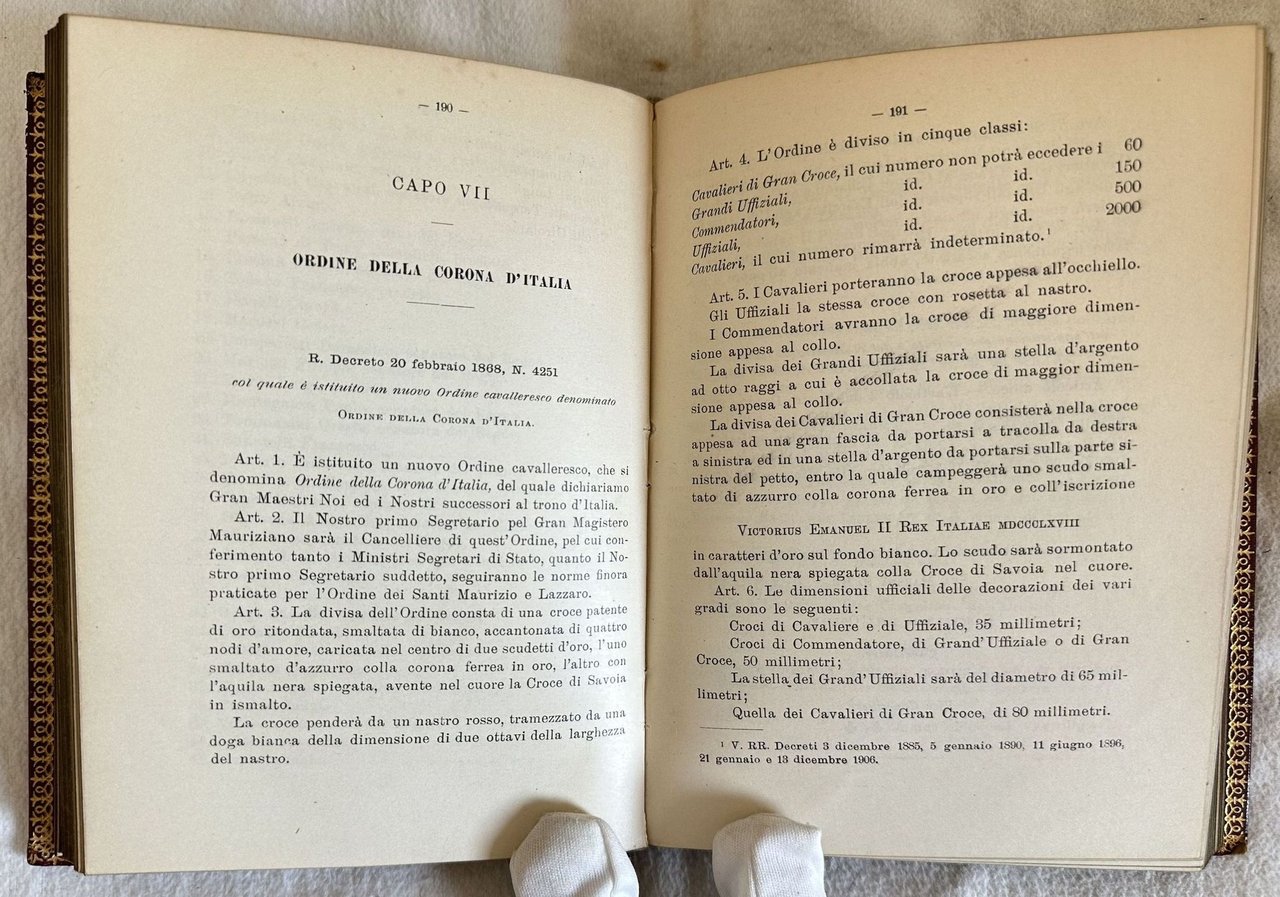 — 190 —
CAPO VII
ORDINE DELLA CORONA D'ITALIA
R. Decreto 20 febbraio 1868, N. 4251
col quale è istituito un nuovo Ordine cavalleresco denominato
ORDINE DELLA CORONA D'ITALIA.
Art. 1. È istituito un nuovo Ordine cavalleresco, che si
denomina Ordine della Corona d'Italia, del quale dichiariamo
Gran Maestri Noi ed i Nostri successori al trono d'Italia.
Art. 2. Il Nostro primo Segretario pel Gran Magistero
Mauriziano sarà il Cancelliere di quest'Ordine, pel cui con-
ferimento tanto i Ministri Segretari di Stato, quanto il No-
stro primo Segretario suddetto, seguiranno le norme finora
praticate per l'Ordine dei Santi Maurizio e Lazzaro.
Art. 3. La divisa dell'Ordine consta di una croce patente
di oro ritondata, smaltata di bianco, accantonata di quattro
nodi d'amore, caricata nel centro di due scudetti d'oro, l'uno
smaltato d'azzurro colla corona ferrea in oro, l'altro con
l'aquila nera spiegata, avente nel cuore la Croce di Savoia
in ismalto.
La croce penderà da un nastro rosso, tramezzato da una
doga bianca della dimensione di due ottavi della larghezza
del nastro.
— 191 —
Art. 4. L'Ordine è diviso in cinque classi:
Cavalieri di Gran Croce, il cui numero non potrà eccedere i 60
Grandi Uffiziali, id. id. 150
Commendatori, id. id. 500
Uffiziali, id. id. 2000
Cavalieri, il cui numero rimarrà indeterminato.¹
Art. 5. I Cavalieri porteranno la croce appesa all'occhiello.
Gli Uffiziali la stessa croce con rosetta al nastro.
I Commendatori avranno la croce di maggiore dimen-
sione appesa al collo.
La divisa dei Grandi Uffiziali sarà una stella d'argento
ad otto raggi a cui è accollata la croce di maggior dimen-
sione appesa al collo.
La divisa dei Cavalieri di Gran Croce consisterà nella croce
appesa ad una gran fascia da portarsi a tracolla da destra
a sinistra ed in una stella d'argento da portarsi sulla parte si-
nistra del petto, entro la quale campeggerà uno scudo smal-
tato di azzurro colla corona ferrea in oro e coll'iscrizione
VICTORIUS EMANUEL II REX ITALIAE MDCCCLXVIII
in caratteri d'oro sul fondo bianco. Lo scudo sarà sormontato
dall'aquila nera spiegata colla Croce di Savoia nel cuore.
Art. 6. Le dimensioni ufficiali delle decorazioni dei vari
gradi sono le seguenti:
Croci di Cavaliere e di Uffiziale, 35 millimetri;
Croci di Commendatore, di Grand'Uffiziale o di Gran
Croce, 50 millimetri;
La stella dei Grand'Uffiziali sarà del diametro di 65 mil-
limetri;
Quella dei Cavalieri di Gran Croce, di 80 millimetri.
¹ V. RR. Decreti 3 dicembre 1885, 5 gennaio 1890, 11 giugno 1896,
21 gennaio e 13 dicembre 1906.